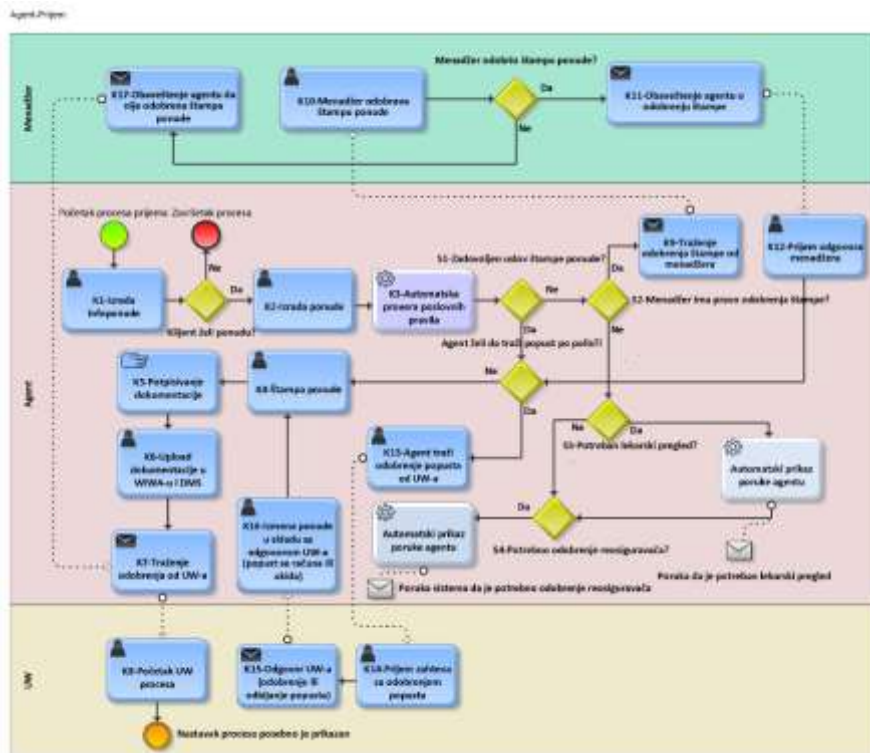 Agent-Prijem
Menadžer
Menadžer odobrio štampu ponude?
K17-Obaveštenje agentu da
nije odobrena štampa
ponude
K10-Menadžer odobrava
štampu ponude
Da
Ne
K11-Obaveštenje agentu o
odobrenju štampe
Agent
Početak procesa prijema
Završetak procesa
K1-Izrada
Infoponude
Ne
Da
Klijent želi ponudu?
K2-Izrada ponude
K3-Automatska
provera poslovnih
pravila
S1-Zadovoljen uslov štampe ponude?
Ne
Da
K9-Traženje
odobrenja štampe od
menadžera
K12-Prijem odgovora
menadžera
Da
S2-Menadžer ima pravo odobrenja štampe?
Ne
Agent želi da traži popust po polisi?
Ne
Da
K5-Potpisivanje
dokumentacije
K4-Štampa ponude
K6-Upload
dokumentacije u
WIWA-u i DMS
K13-Agent traži
odobrenje popusta
od UW-a
Ne
Da
S3-Potreban lekarski pregled?
Automatski prikaz
poruke agentu
K7-Traženje
odobrenja od UW-a
K16-Izmena ponude
u skladu sa
odgovorom UW-a
(popust se računa ili
ukida)
Automatski prikaz
poruke agentu
Da
S4-Potrebno odobrenje reosiguravača?
Poruka sistema da je potrebno odobrenje reosiguravača
Poruka da je potreban lekarski pregled
UW
K8-Početak UW
procesa
K15-Odgovor UW-a
(odobrenje ili
odbijanje popusta)
K14-Prijem zahteva
sa odobrenjem
popusta
Nastavak procesa posebno je prikazan